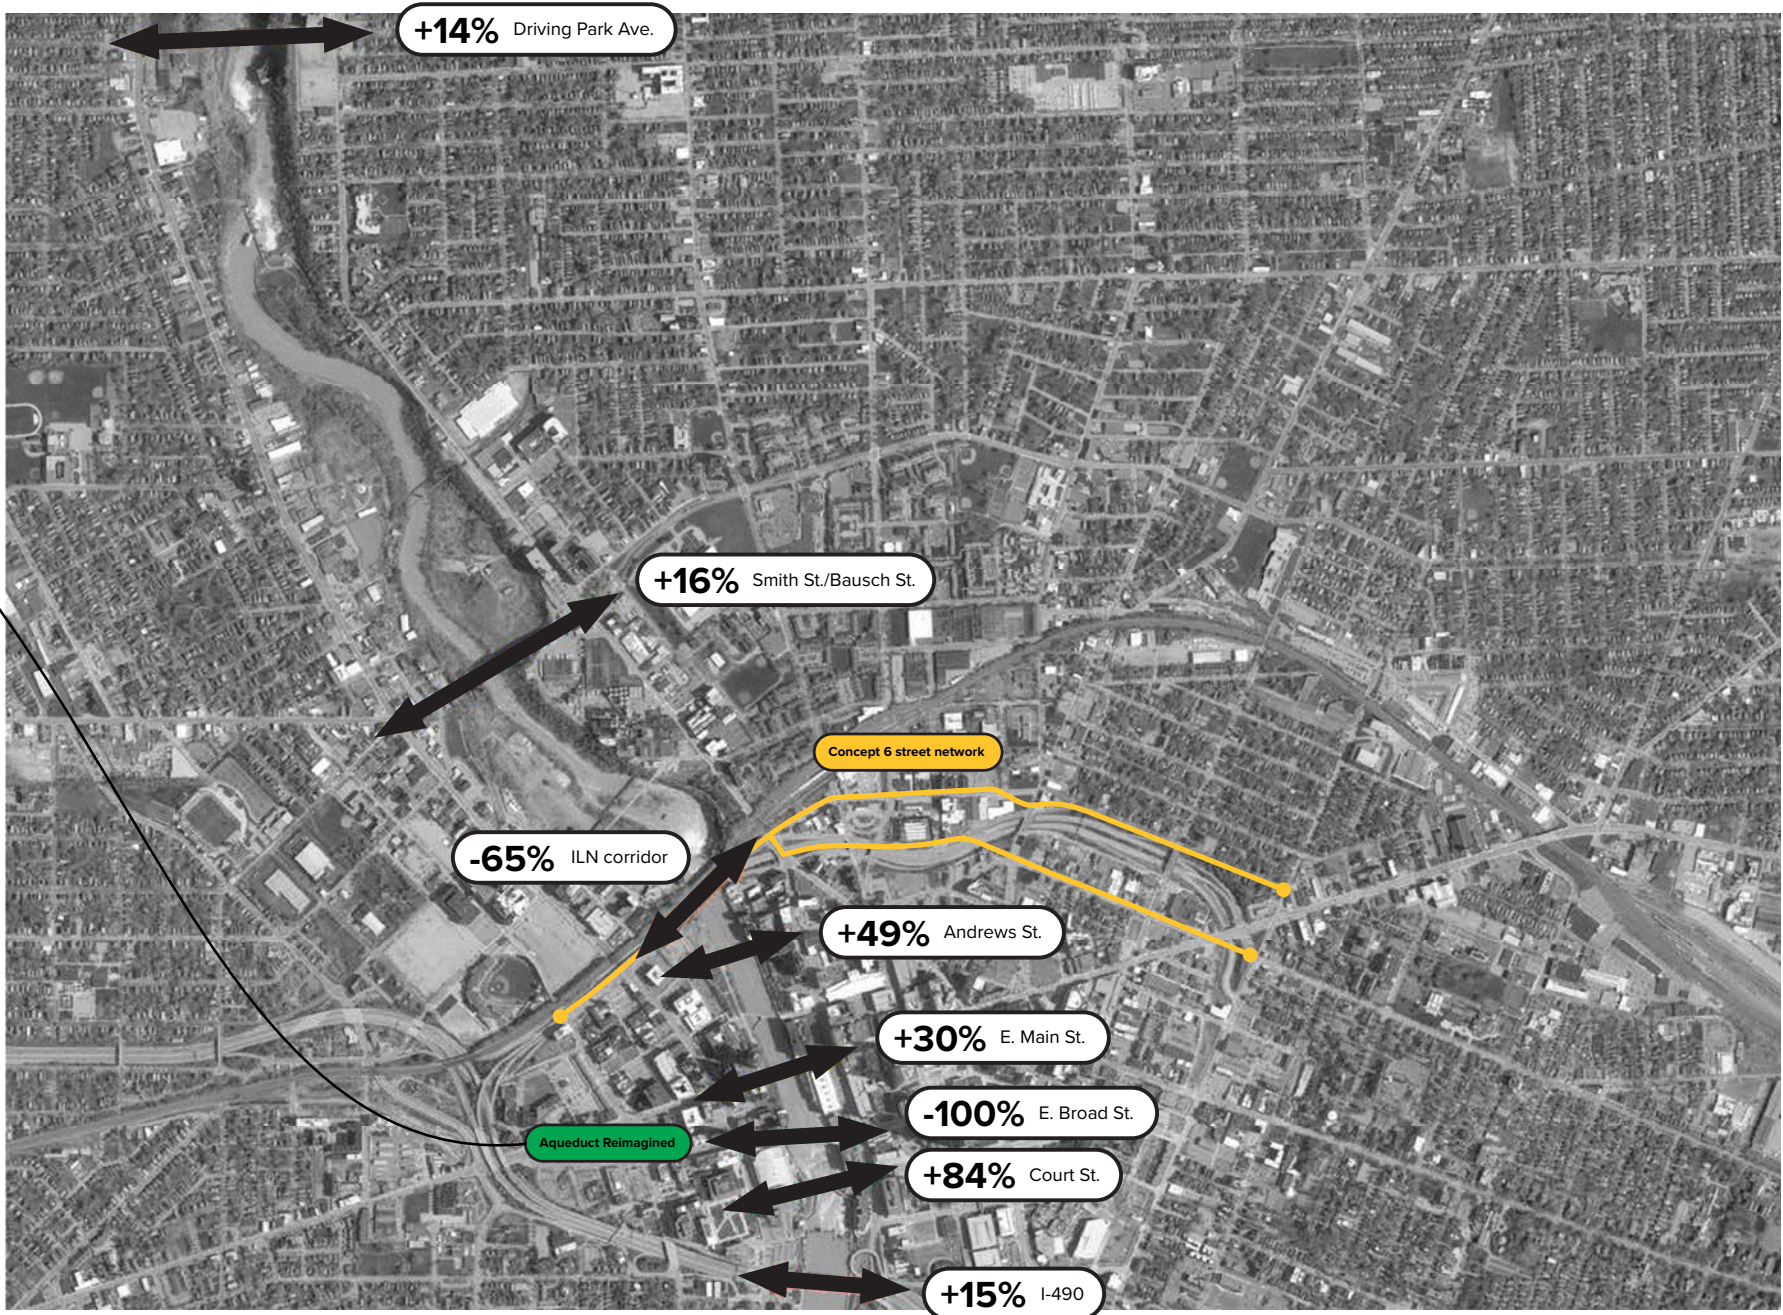 +14% Driving Park Ave.
+16% Smith St./Bausch St.
Concept 6 street network
-65% ILN corridor
+49% Andrews St.
+30% E. Main St.
-100% E. Broad St.
Aqueduct Reimagined
+84% Court St.
+15% I-490